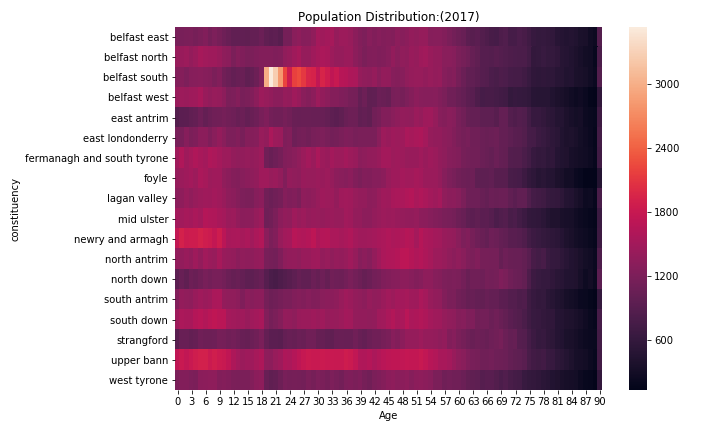 Population Distribution:(2017)
belfast east
belfast north
belfast south
belfast west
east antrim
east londonderry
fermanagh and south tyrone
foyle
lagan valley
mid ulster
newry and armagh
north antrim
north down
south antrim
south down
strangford
upper bann
west tyrone
constituency
0 3 6 9 12 15 18 21 24 27 30 33 36 39 42 45 48 51 54 57 60 63 66 69 72 75 78 81 84 87 90
Age
3000
2400
1800
1200
600